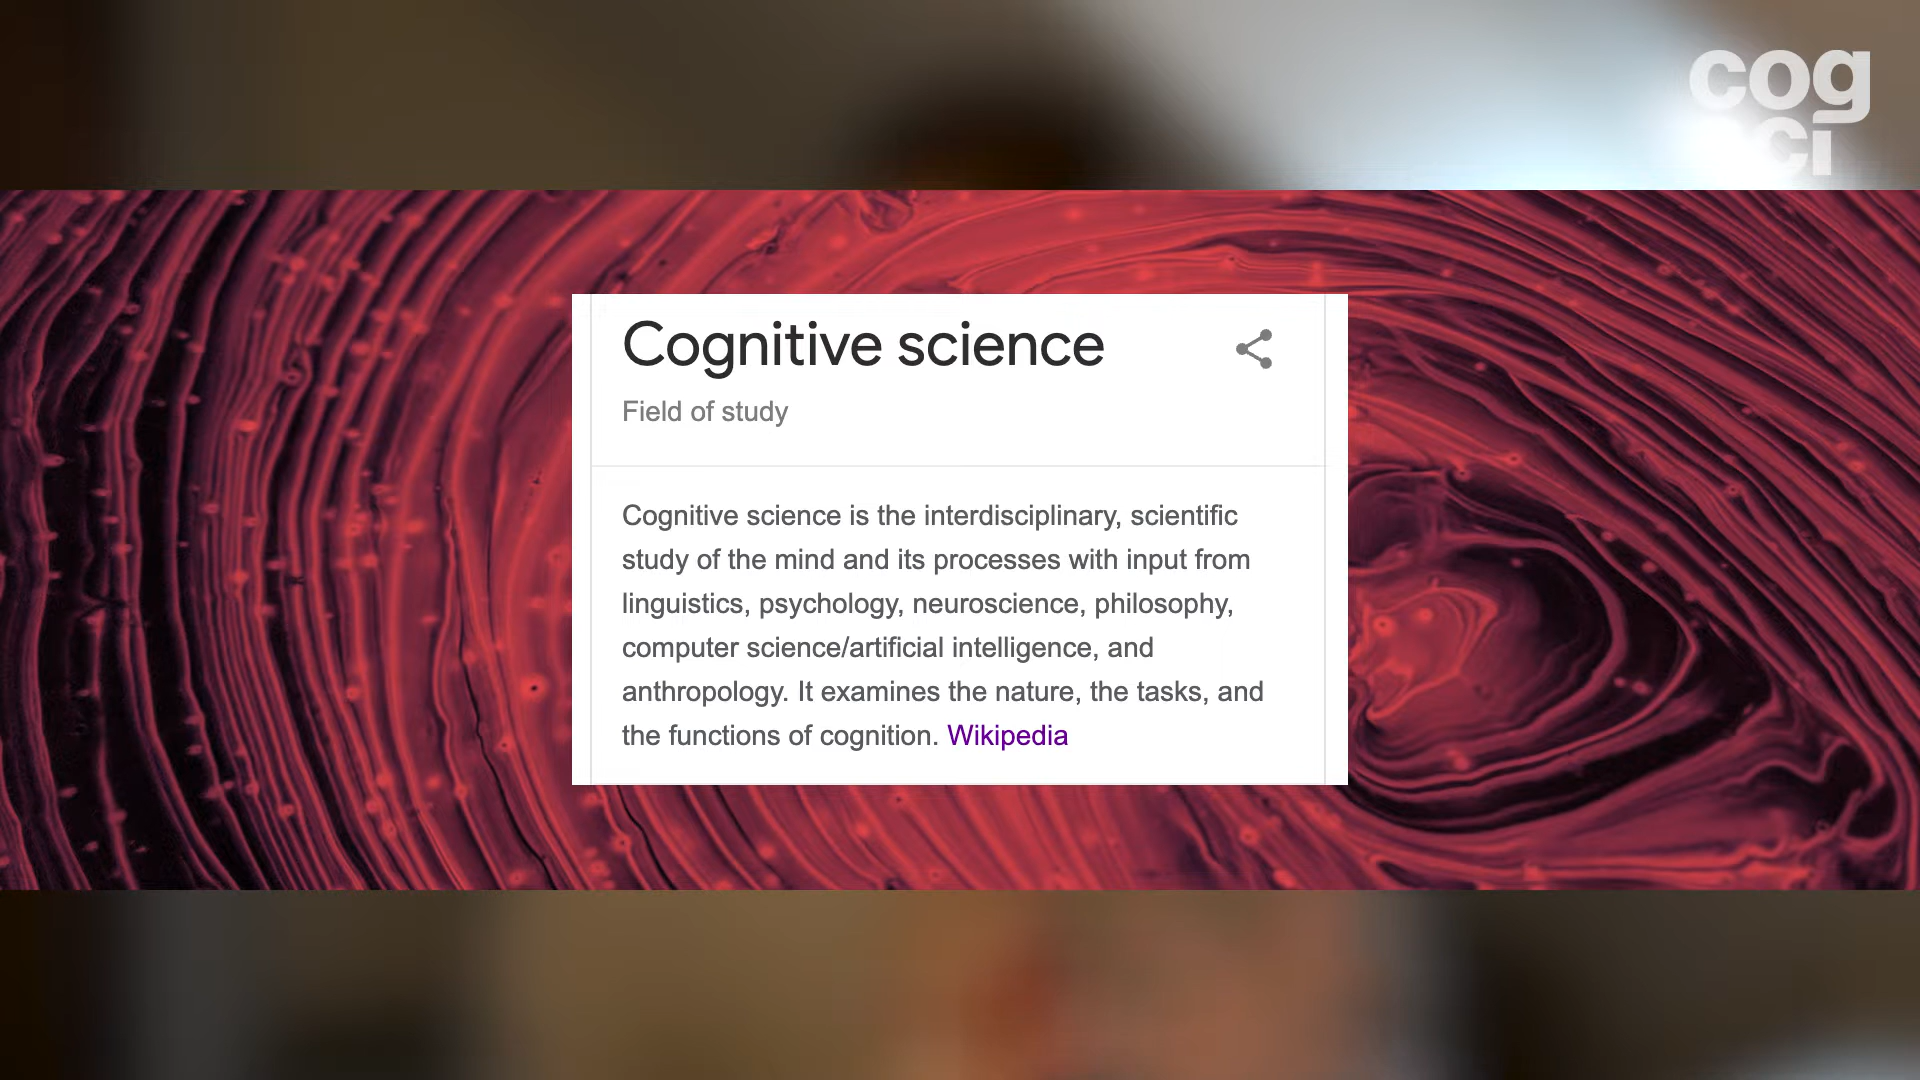 cog
sci
Cognitive science
Field of study
Cognitive science is the interdisciplinary, scientific
study of the mind and its processes with input from
linguistics, psychology, neuroscience, philosophy,
computer science/artificial intelligence, and
anthropology. It examines the nature, the tasks, and
the functions of cognition. Wikipedia